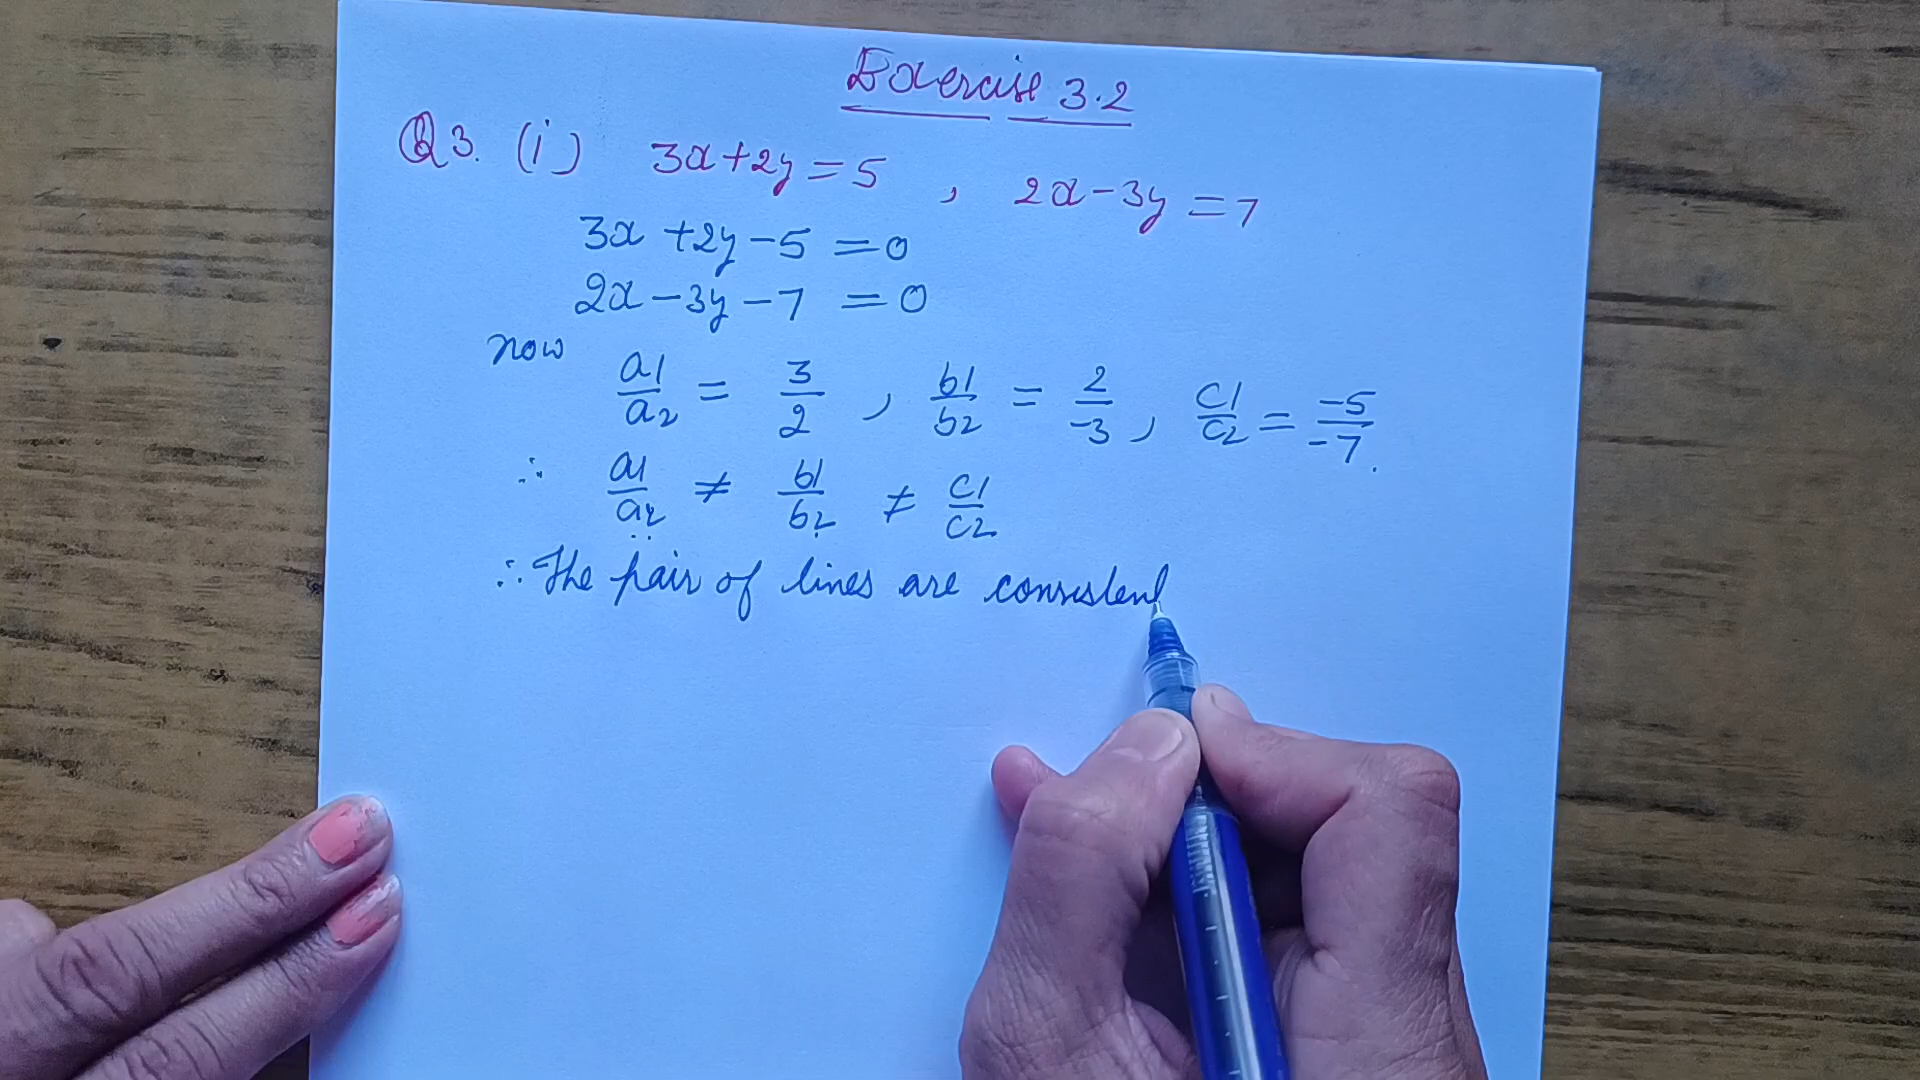 Exercise 3.2
Q3. (i) 3x+2y=5 , 2x-3y=7
3x+2y-5=0
2x-3y-7=0
now
a1/a2 = 3/2 , b1/b2 = 2/-3 , c1/c2 = -5/-7.
∴ a1/a2 ≠ b1/b2 ≠ c1/c2
∴ The pair of lines are consistent